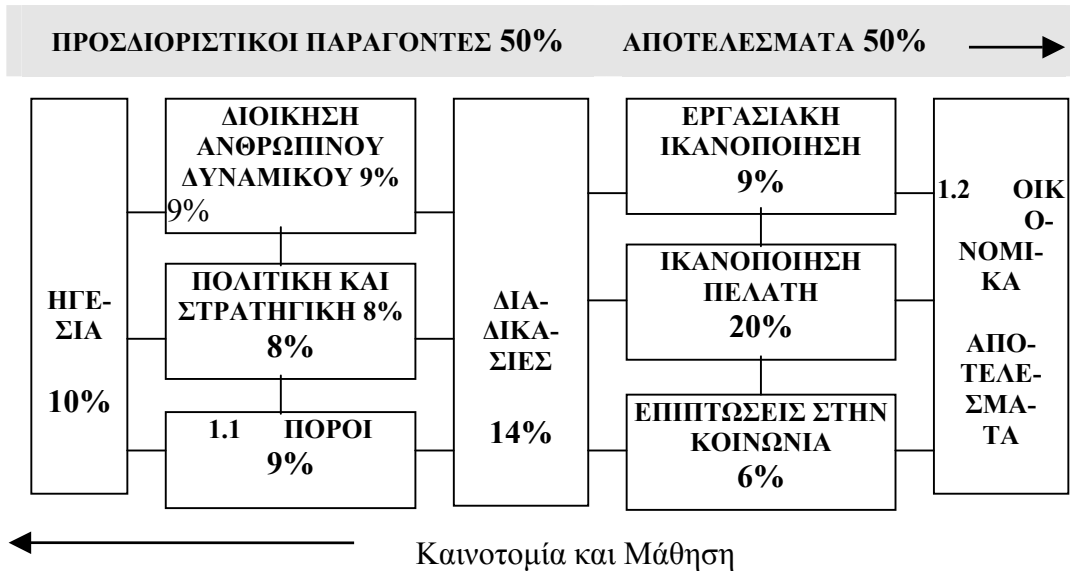 ΠΡΟΣΔΙΟΡΙΣΤΙΚΟΙ ΠΑΡΑΓΟΝΤΕΣ 50% ΑΠΟΤΕΛΕΣΜΑΤΑ 50%
ΗΓΕ-
ΣΙΑ
10%
ΔΙΟΙΚΗΣΗ
ΑΝΘΡΩΠΙΝΟΥ
ΔΥΝΑΜΙΚΟΥ 9%
9%
ΠΟΛΙΤΙΚΗ ΚΑΙ
ΣΤΡΑΤΗΓΙΚΗ 8%
8%
1.1 ΠΟΡΟΙ
9%
ΔΙΑ-
ΔΙΚΑ-
ΣΙΕΣ
14%
ΕΡΓΑΣΙΑΚΗ
ΙΚΑΝΟΠΟΙΗΣΗ
9%
ΙΚΑΝΟΠΟΙΗΣΗ
ΠΕΛΑΤΗ
20%
ΕΠΙΠΤΩΣΕΙΣ ΣΤΗΝ
ΚΟΙΝΩΝΙΑ
6%
1.2 ΟΙΚ
Ο-
ΝΟΜΙ-
ΚΑ
ΑΠΟ-
ΤΕΛΕ-
ΣΜΑ-
ΤΑ
Καινοτομία και Μάθηση